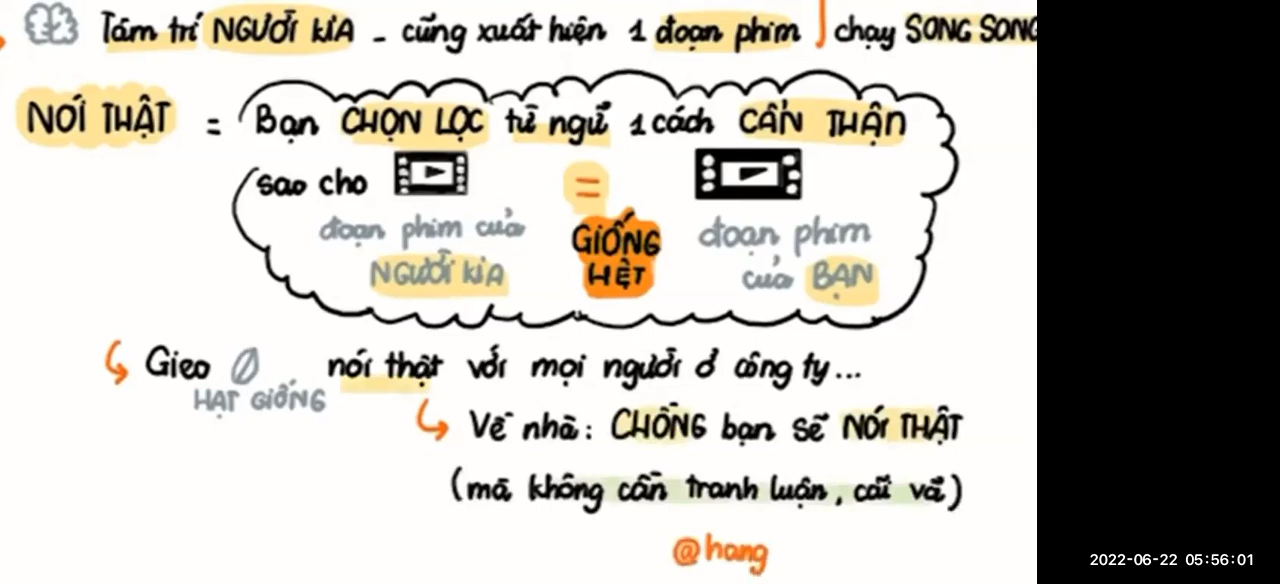 Tâm trí NGƯỜI KIA - cũng xuất hiện 1 đoạn phim chạy SONG SONG
NÓI THẬT = Bạn CHỌN LỌC từ ngữ 1 cách CẨN THẬN
sao cho =
đoạn phim của NGƯỜI KIA GIỐNG HỆT đoạn phim của BẠN
Gieo nói thật với mọi người ở công ty...
HẠT GIỐNG
Về nhà: CHỒNG bạn sẽ NÓI THẬT
(mà không cần tranh luận, cãi vã)
@hang
2022-06-22 05:56:01